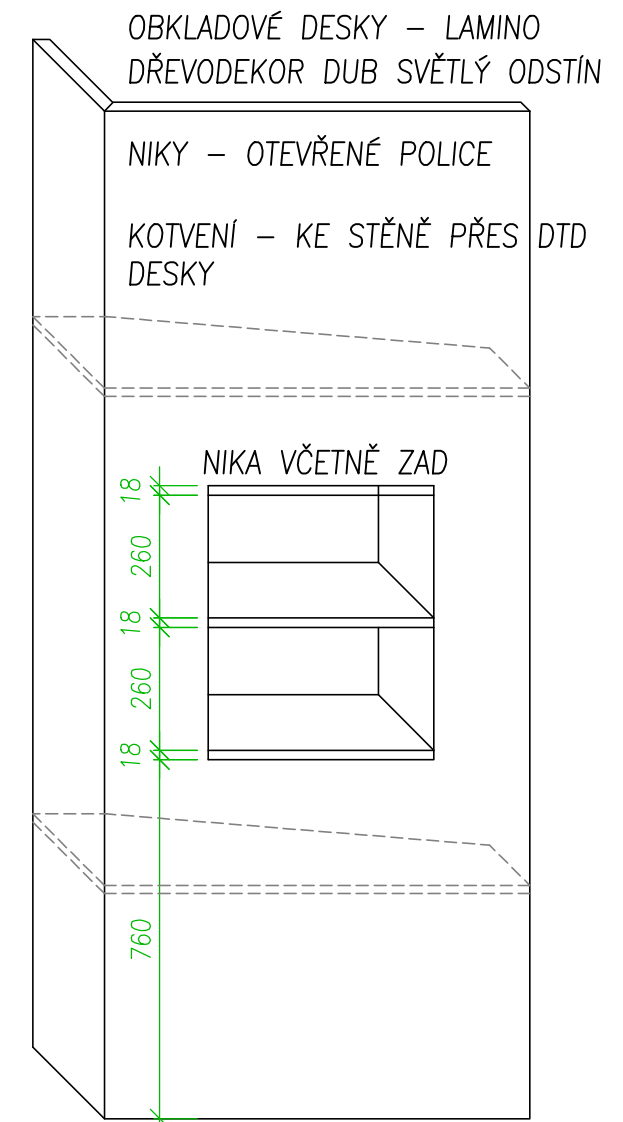 OBKLADOVÉ DESKY – LAMINO
DŘEVODEKOR DUB SVĚTLÝ ODSTÍN
NIKY – OTEVŘENÉ POLICE
KOTVENÍ – KE STĚNĚ PŘES DTD
DESKY
NIKA VČETNĚ ZAD
18
260
18
260
18
760